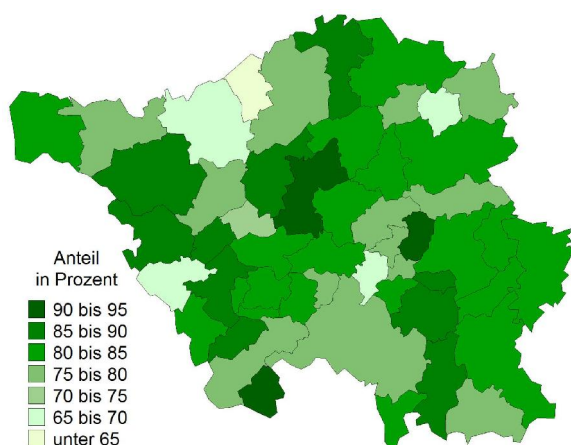 Anteil
in Prozent
90 bis 95
85 bis 90
80 bis 85
75 bis 80
70 bis 75
65 bis 70
unter 65